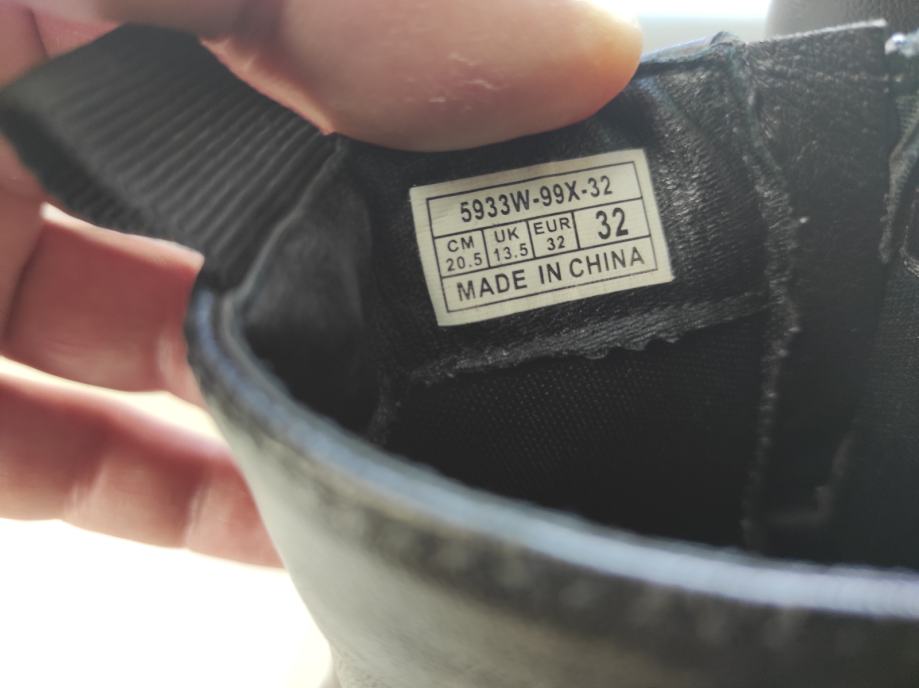 5933W-99X-32
CM UK EUR 32
20.5 13.5 32
MADE IN CHINA